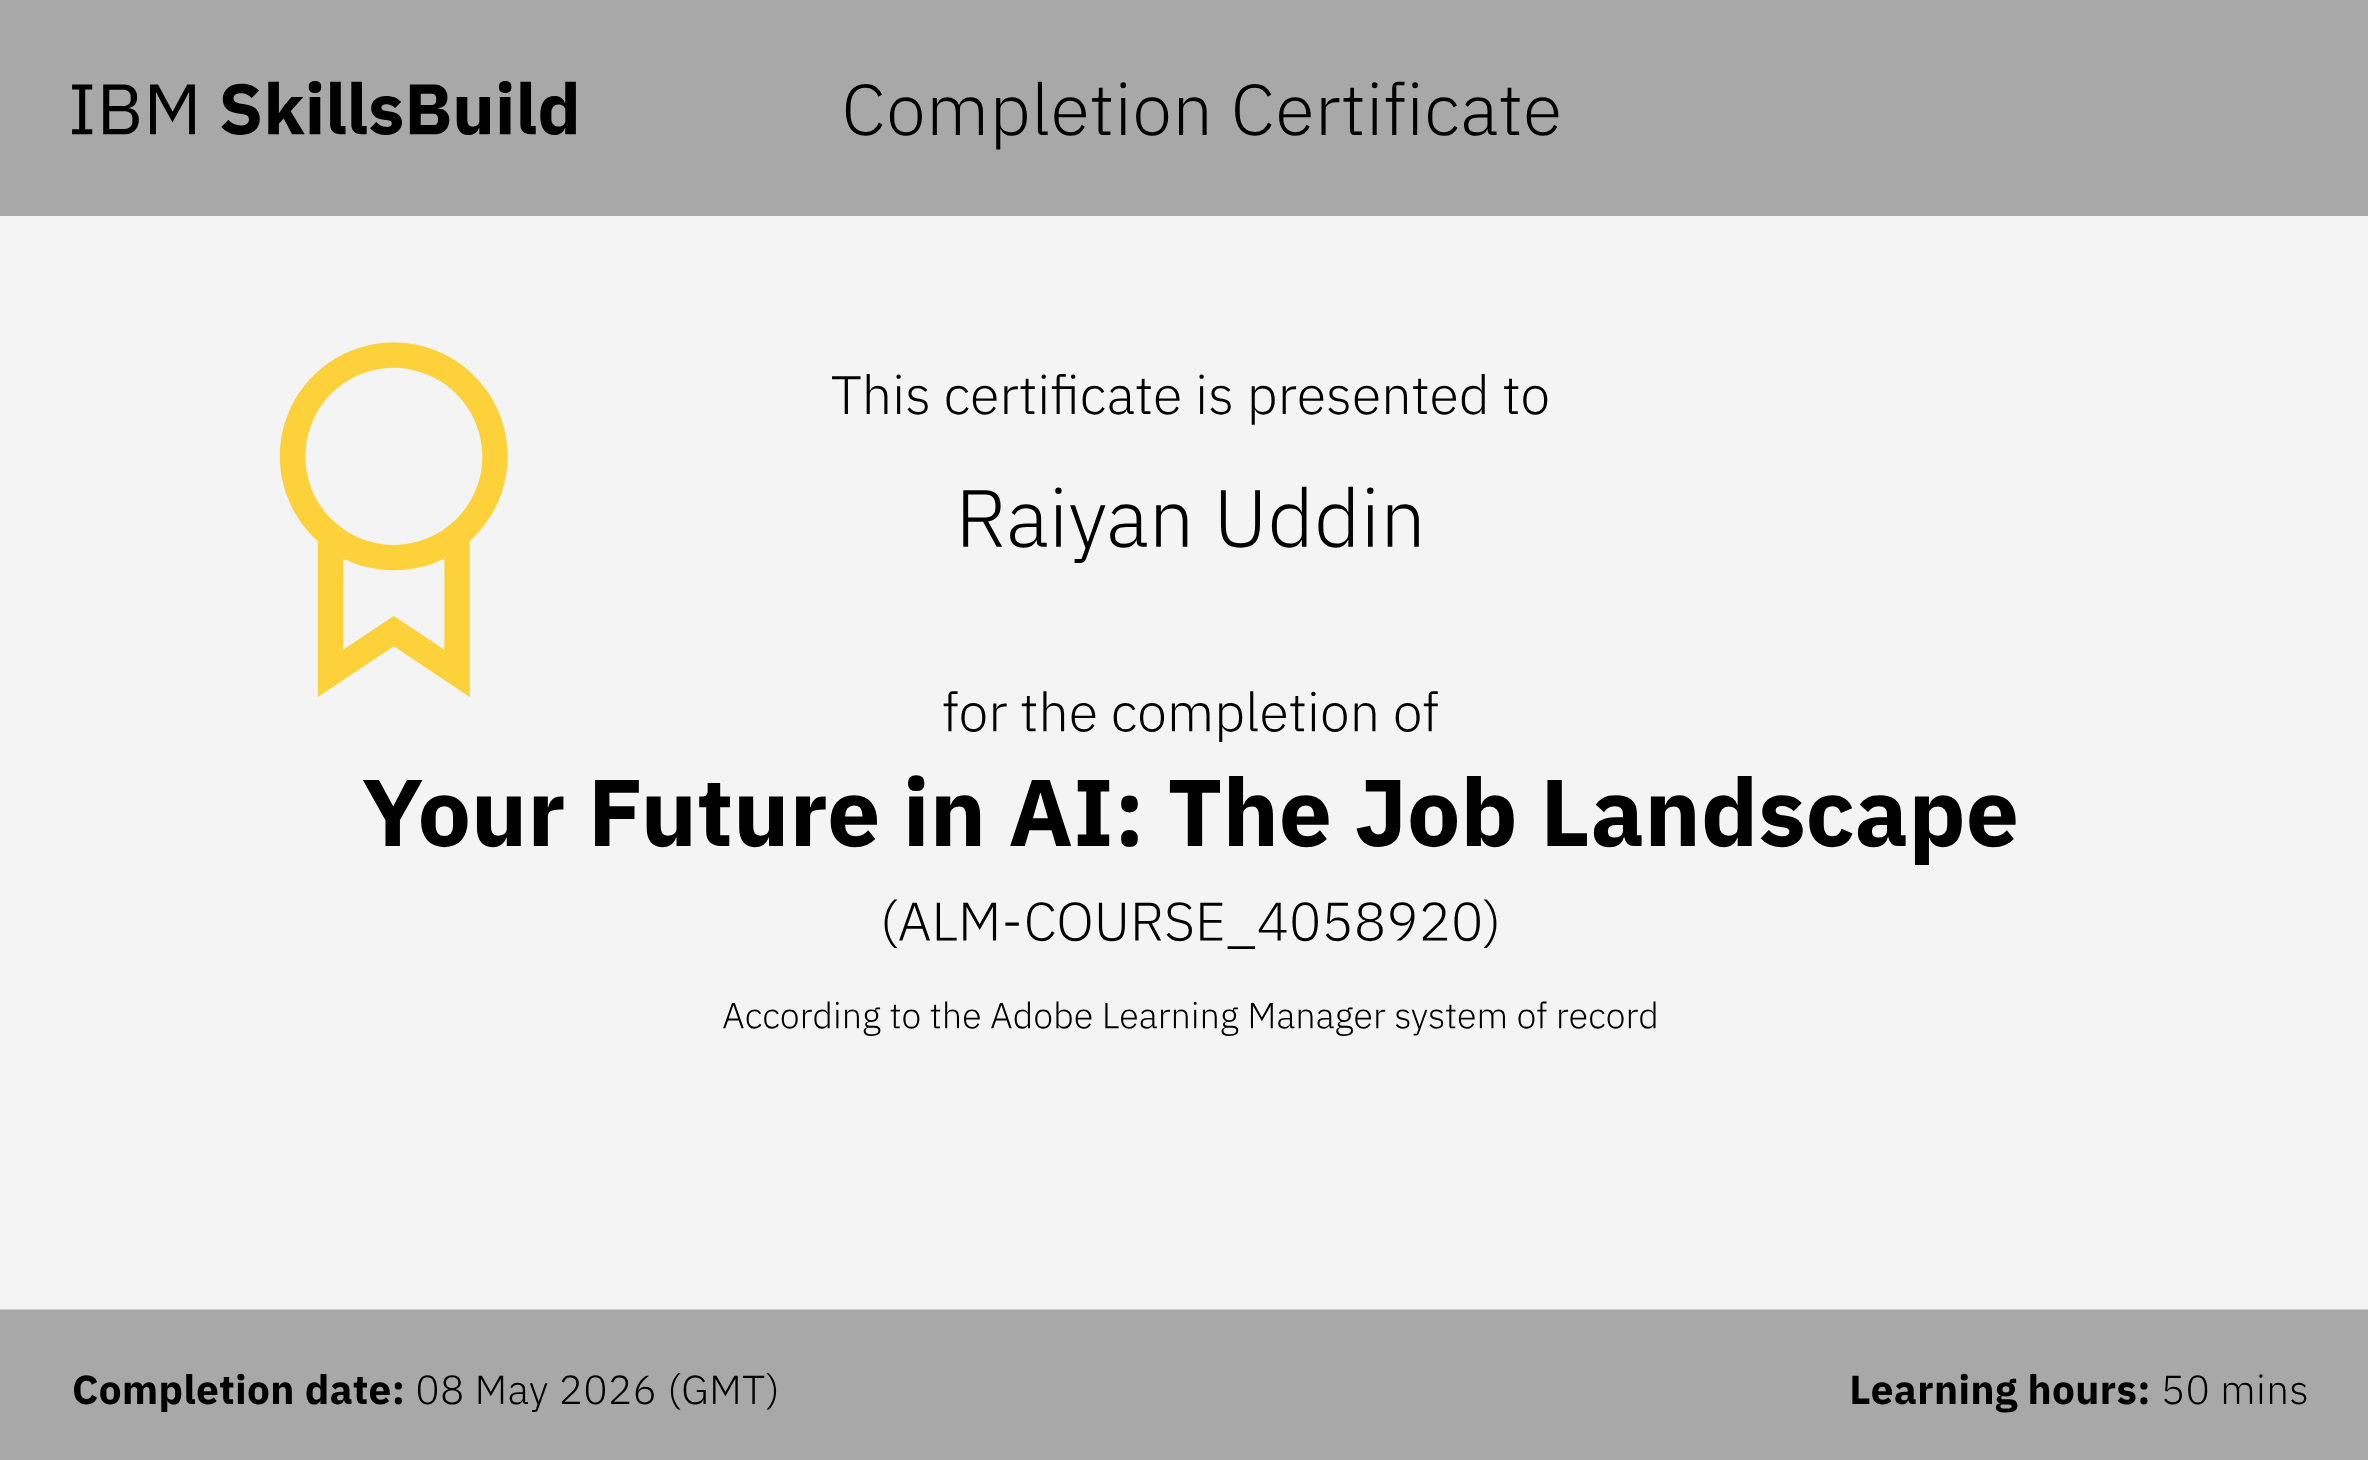 IBM SkillsBuild
Completion Certificate
This certificate is presented to
Raiyan Uddin
for the completion of
Your Future in AI: The Job Landscape
(ALM-COURSE_4058920)
According to the Adobe Learning Manager system of record
Completion date: 08 May 2026 (GMT)
Learning hours: 50 mins